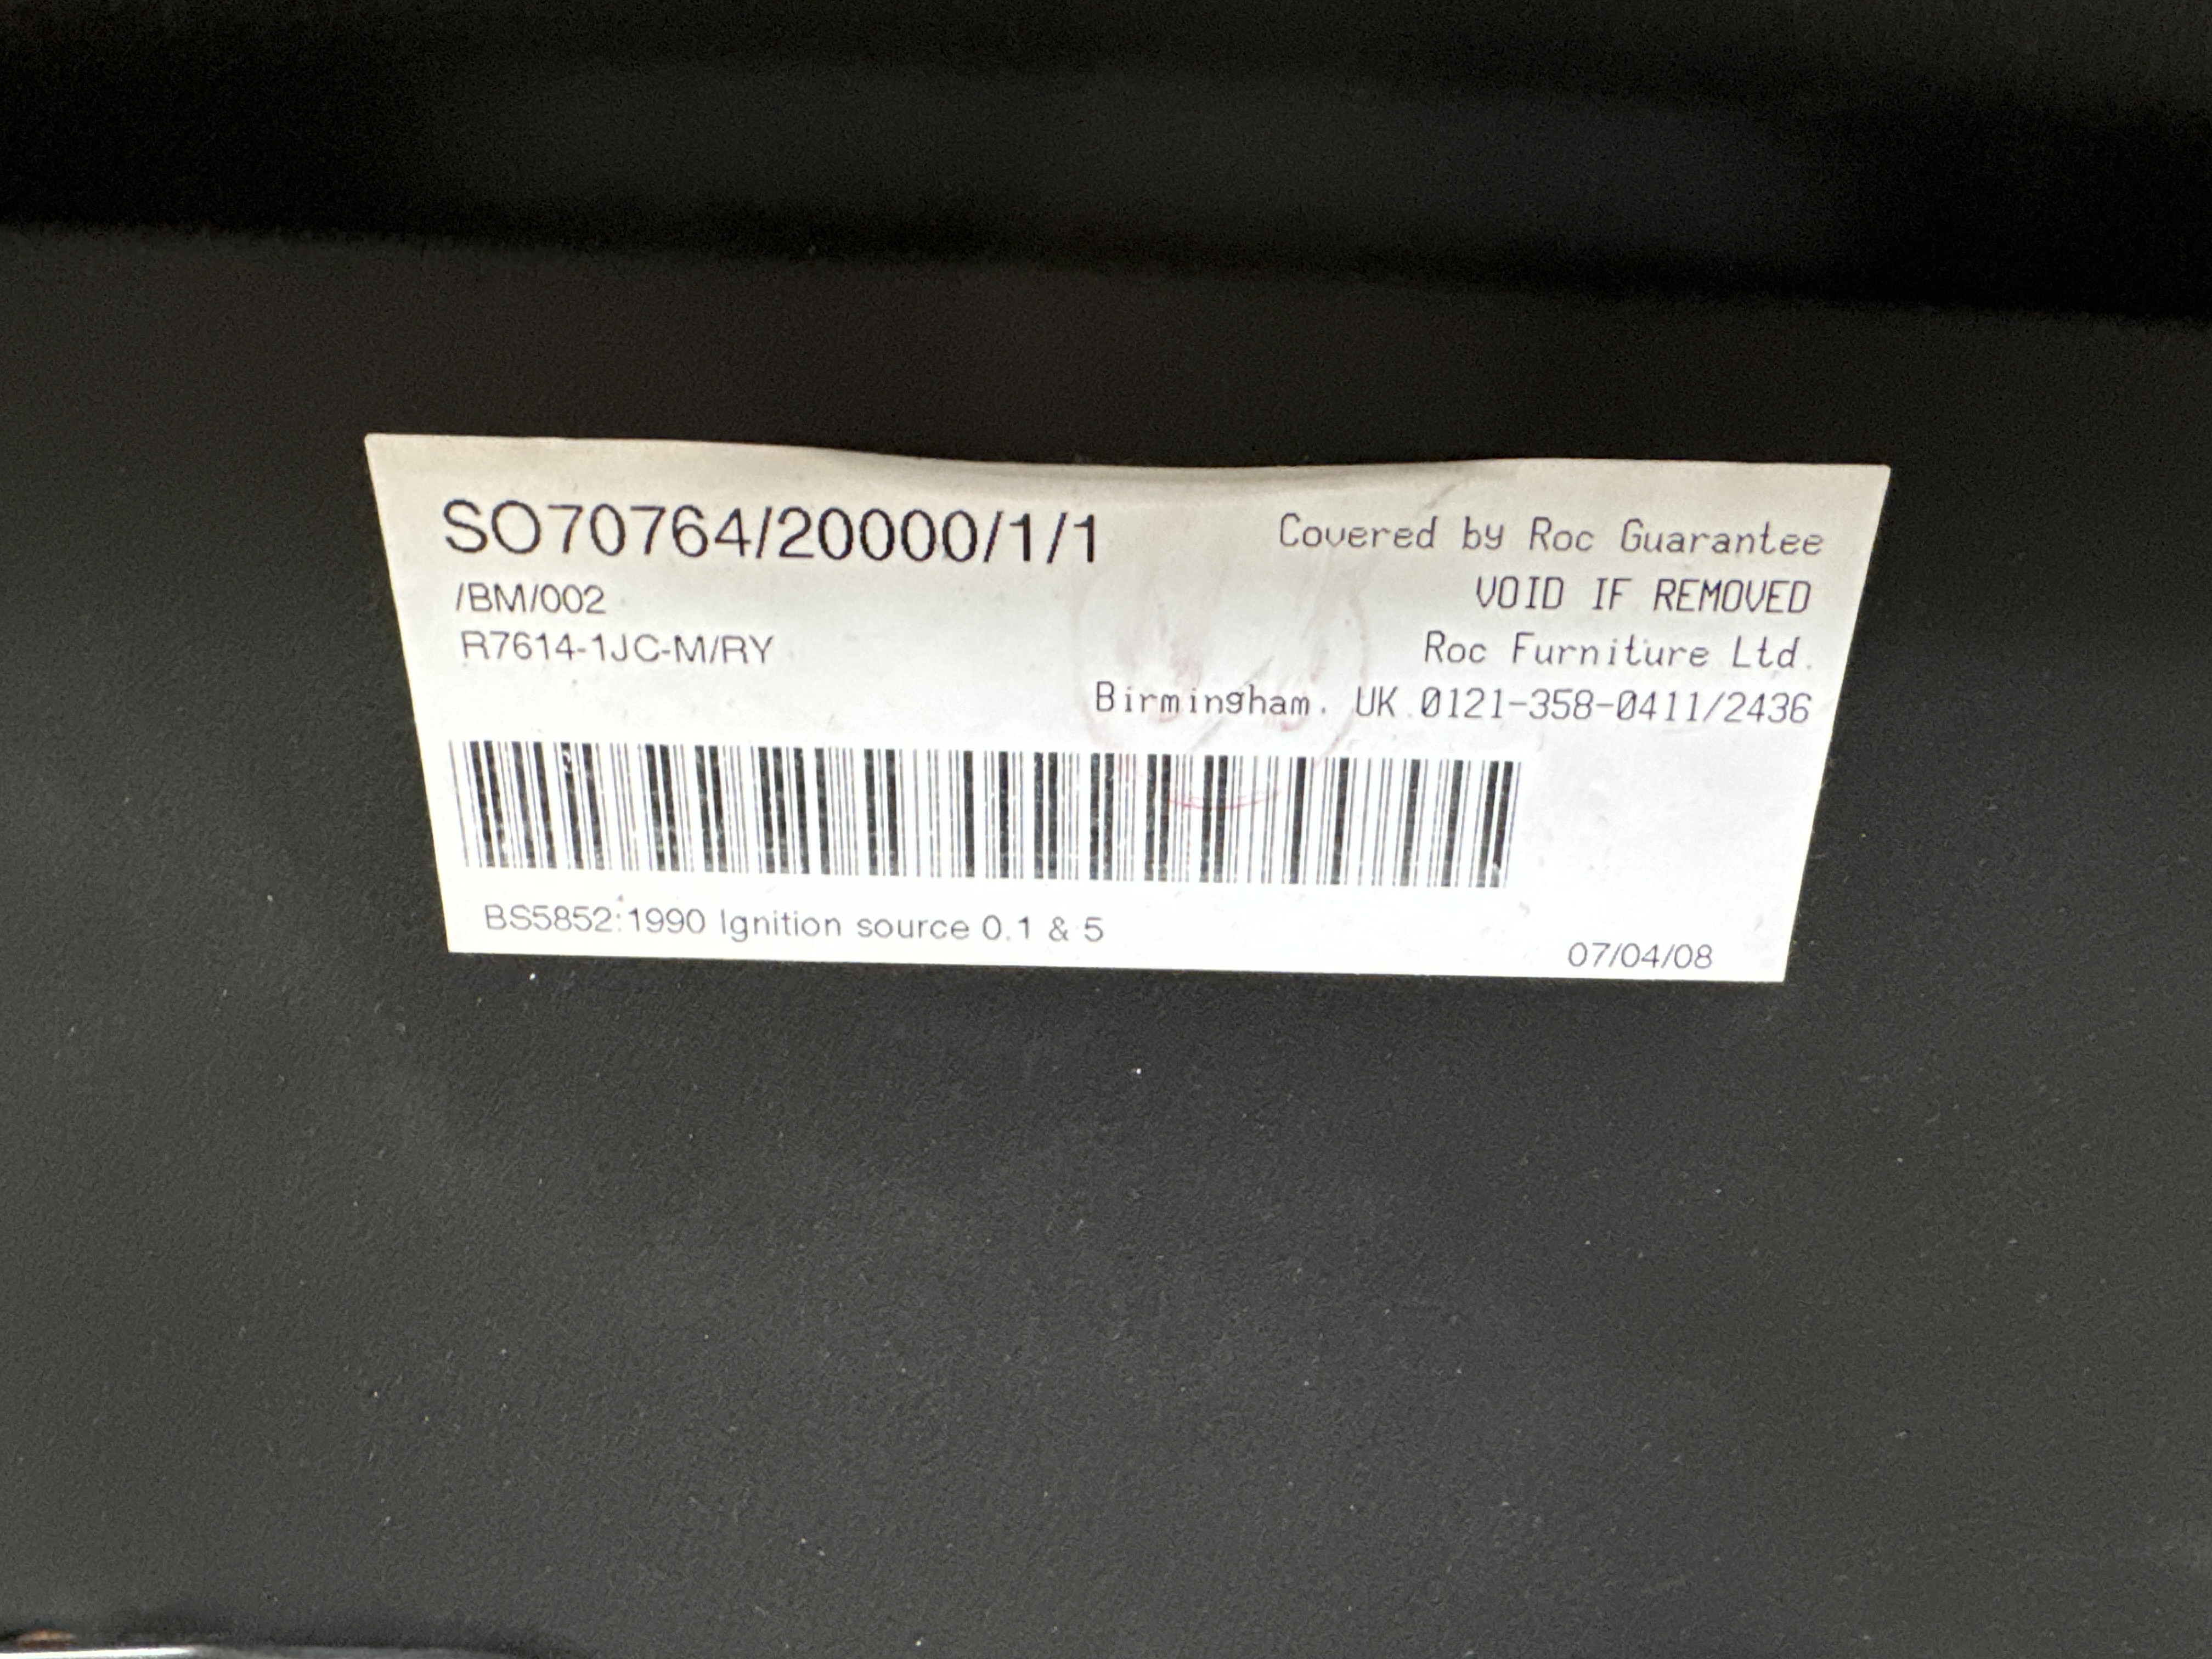 SO70764/20000/1/1
/BM/002
R7614-1JC-M/RY
Covered by Roc Guarantee
VOID IF REMOVED
Roc Furniture Ltd.
Birmingham. UK 0121-358-0411/2436
BS5852:1990 Ignition source 0.1 & 5
07/04/08